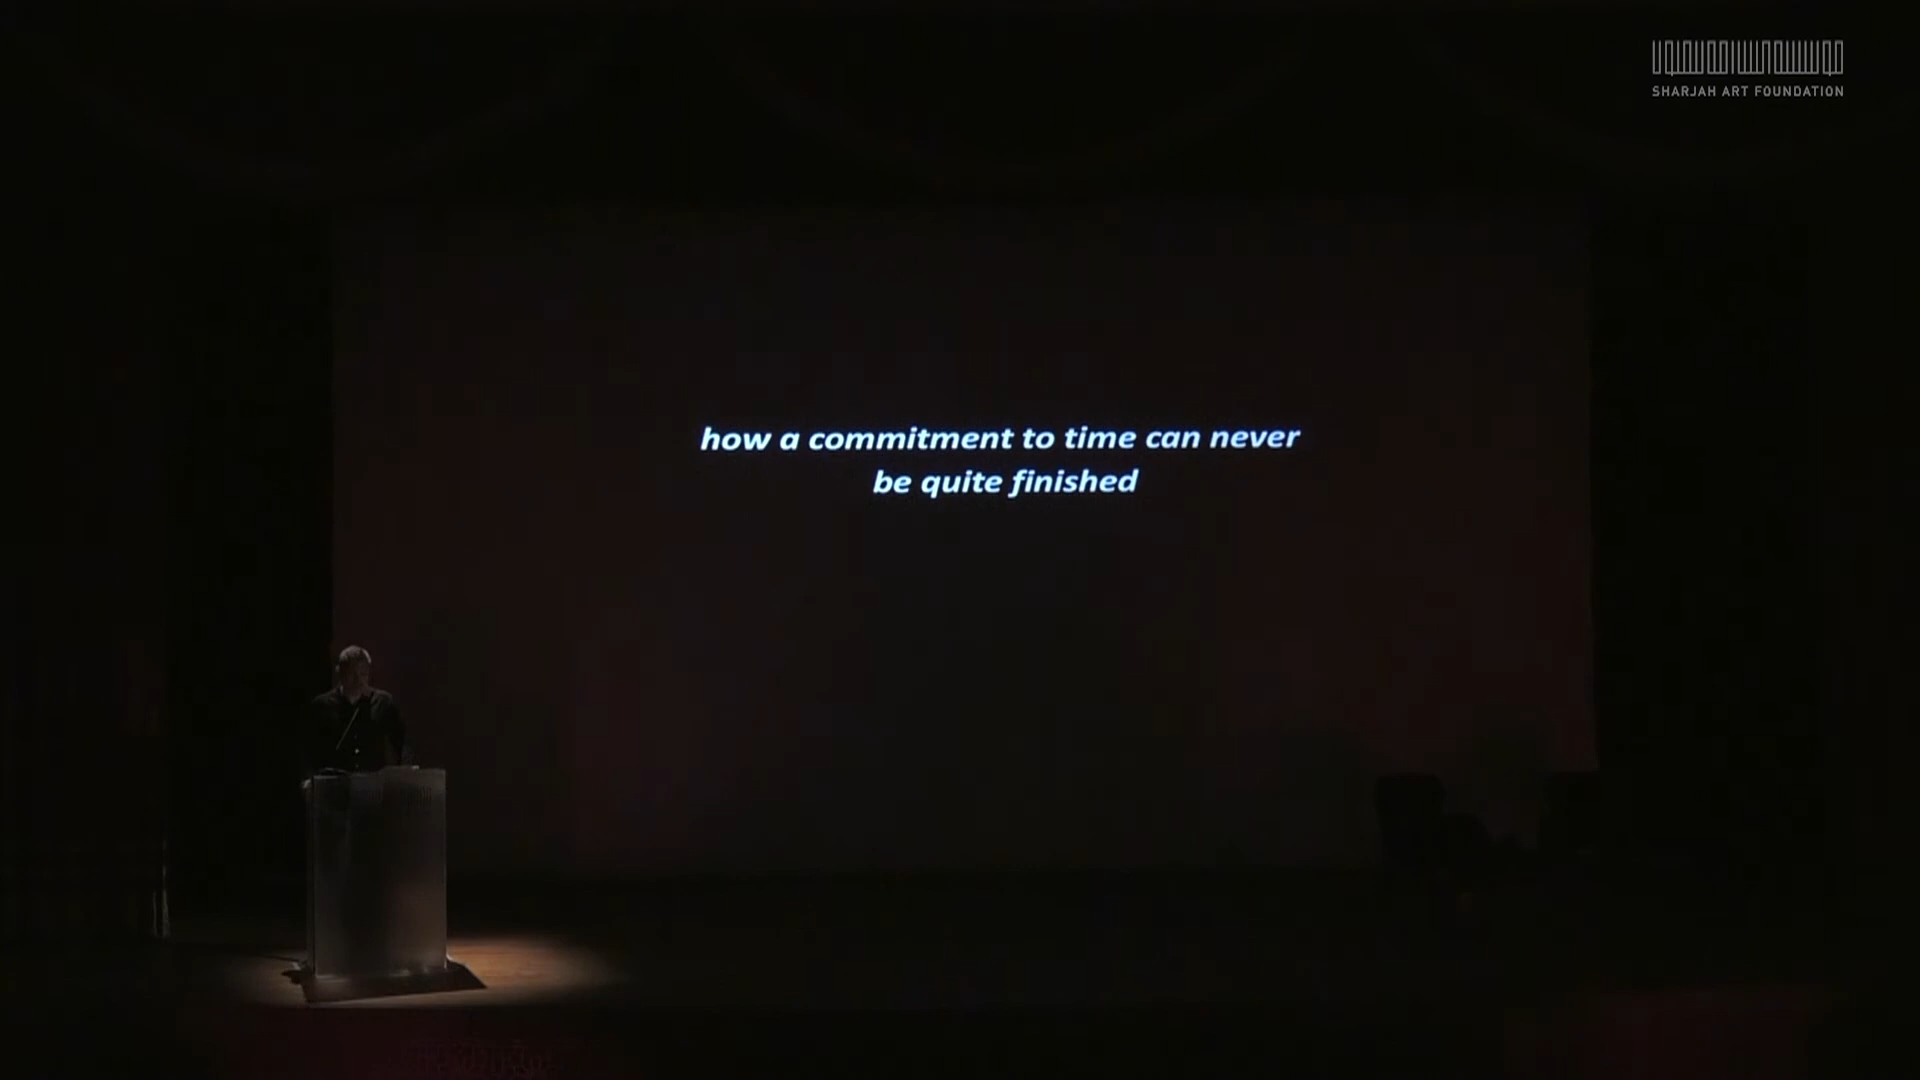 SHARJAH ART FOUNDATION
how a commitment to time can never
be quite finished